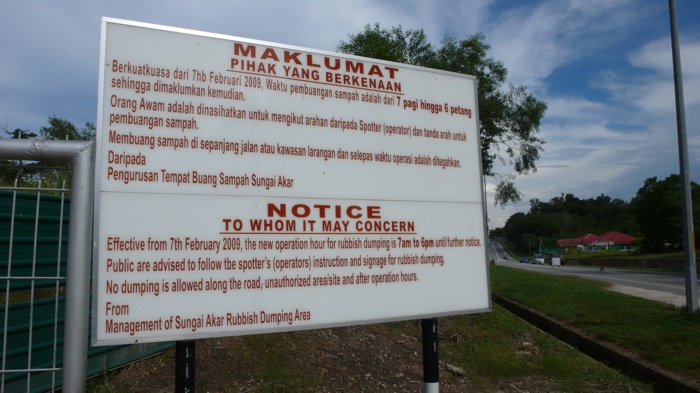 MAKLUMAT
PIHAK YANG BERKENAAN
Berkuatkuasa dari 7hb Februari 2009, Waktu pembuangan sampah adalah dari 7 pagi hingga 6 petang
sehingga dimaklumkan kemudian.
Orang Awam adalah dinasihatkan untuk mengikut arahan daripada Spotter (operator) dan tanda arah untuk
pembuangan sampah.
Membuang sampah di sepanjang jalan atau kawasan larangan dan selepas waktu operasi adalah ditegahkan.
Daripada
Pengurusan Tempat Buang Sampah Sungai Akar
NOTICE
TO WHOM IT MAY CONCERN
Effective from 7th February 2009, the new operation hour for rubbish dumping is 7am to 6pm until further notice.
Public are advised to follow the spotter's (operators) instruction and signage for rubbish dumping.
No dumping is allowed along the road, unauthorized area/site and after operation hours.
From
Management of Sungai Akar Rubbish Dumping Area